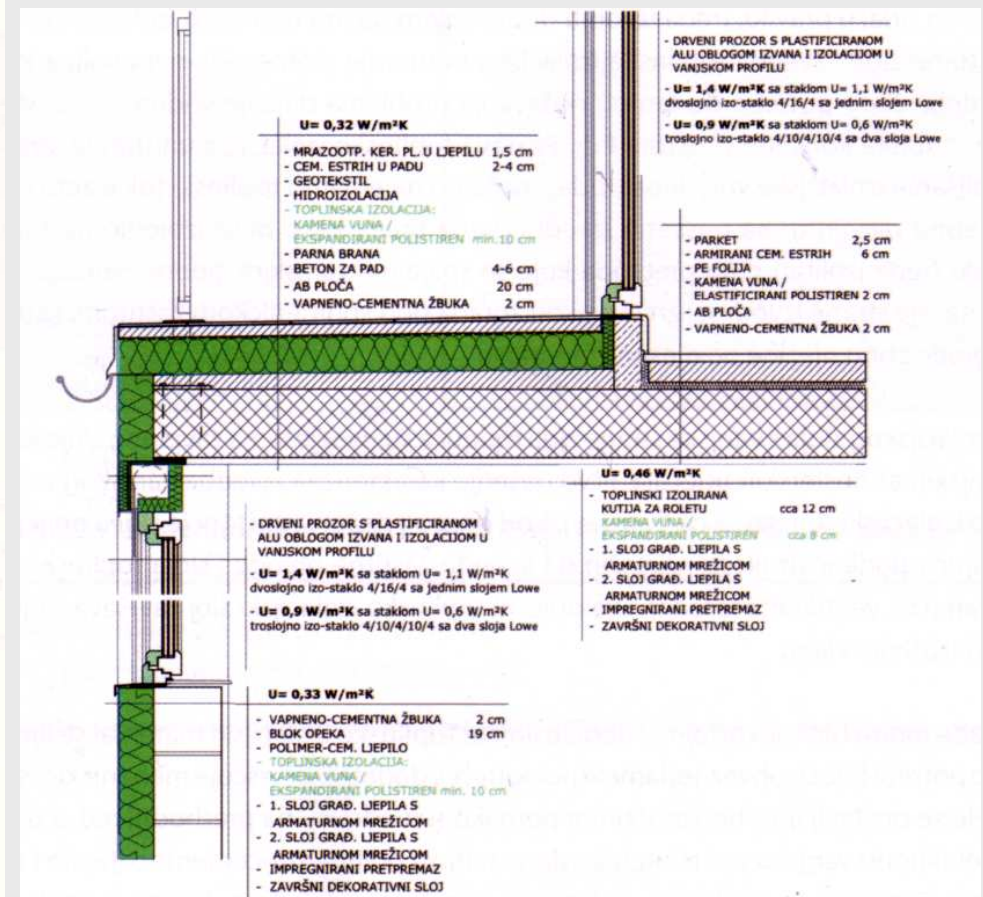 - DRVENI PROZOR S PLASTIFICIRANOM
ALU OBLOGOM IZVANA I IZOLACIJOM U
VANJSKOM PROFILU
- U= 1,4 W/m²K sa staklom U= 1,1 W/m²K
dvoslojno izo-staklo 4/16/4 sa jednim slojem Lowe
- U= 0,9 W/m²K sa staklom U= 0,6 W/m²K
troslojno izo-staklo 4/10/4/10/4 sa dva sloja Lowe
U= 0,32 W/m²K
- MRAZOOTP. KER. PL. U LJEPILU 1,5 cm
- CEM. ESTRIH U PADU 2-4 cm
- GEOTEKSTIL
- HIDROIZOLACIJA
- TOPLINSKA IZOLACIJA:
KAMENA VUNA /
EKSPANDIRANI POLISTIREN min.10 cm
- PARNA BRANA
- BETON ZA PAD 4-6 cm
- AB PLOČA 20 cm
- VAPNENO-CEMENTNA ŽBUKA 2 cm
- PARKET 2,5 cm
- ARMIRANI CEM. ESTRIH 6 cm
- PE FOLIJA
- KAMENA VUNA /
ELASTIFICIRANI POLISTIREN 2 cm
- AB PLOČA
- VAPNENO-CEMENTNA ŽBUKA 2 cm
- DRVENI PROZOR S PLASTIFICIRANOM
ALU OBLOGOM IZVANA I IZOLACIJOM U
VANJSKOM PROFILU
- U= 1,4 W/m²K sa staklom U= 1,1 W/m²K
dvoslojno izo-staklo 4/16/4 sa jednim slojem Lowe
- U= 0,9 W/m²K sa staklom U= 0,6 W/m²K
troslojno izo-staklo 4/10/4/10/4 sa dva sloja Lowe
U= 0,46 W/m²K
- TOPLINSKI IZOLIRANA
KUTIJA ZA ROLETU cca 12 cm
KAMENA VUNA /
EKSPANDIRANI POLISTIREN cca 8 cm
- 1. SLOJ GRAĐ. LJEPILA S
ARMATURNOM MREŽICOM
- 2. SLOJ GRAĐ. LJEPILA S
ARMATURNOM MREŽICOM
- IMPREGNIRANI PRETPREMAZ
- ZAVRŠNI DEKORATIVNI SLOJ
U= 0,33 W/m²K
- VAPNENO-CEMENTNA ŽBUKA 2 cm
- BLOK OPEKA 19 cm
- POLIMER-CEM. LJEPILO
- TOPLINSKA IZOLACIJA:
KAMENA VUNA /
EKSPANDIRANI POLISTIREN min. 10 cm
- 1. SLOJ GRAĐ. LJEPILA S
ARMATURNOM MREŽICOM
- 2. SLOJ GRAĐ. LJEPILA S
ARMATURNOM MREŽICOM
- IMPREGNIRANI PRETPREMAZ
- ZAVRŠNI DEKORATIVNI SLOJ